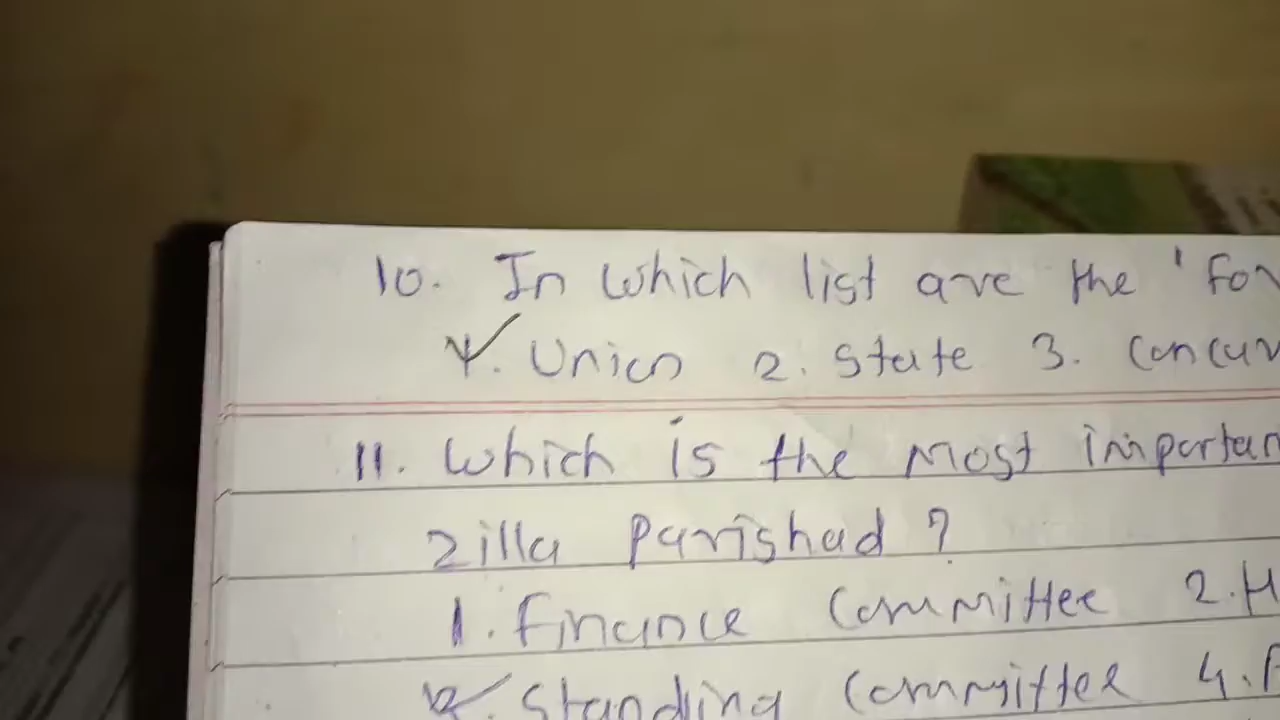 10. In which list are the 'For
1. Union 2. State 3. Concur
11. Which is the most importan
Zilla Parishad ?
1. Finance Committee 2. H
Standing Committee 4.